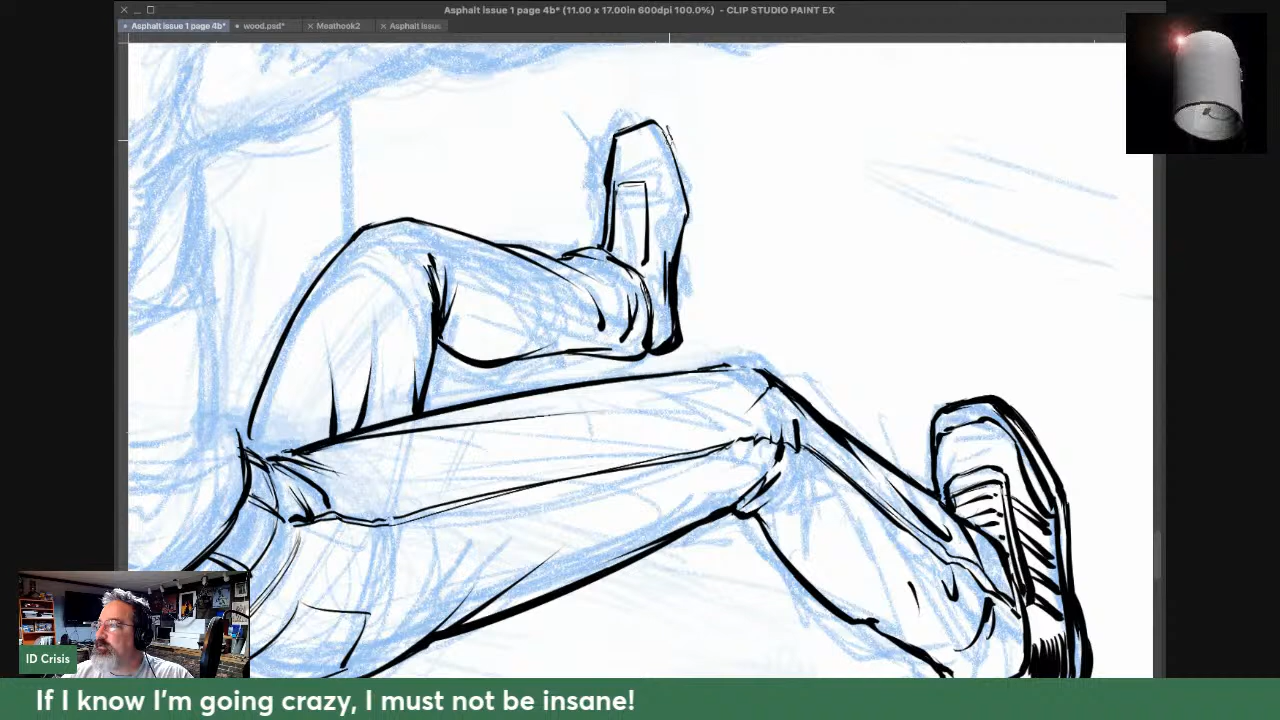 Asphalt issue 1 page 4b* (11.00 x 17.00in 600dpi 100.0%) - CLIP STUDIO PAINT EX
Asphalt issue 1 page 4b* wood.psd* Meathook2 Asphalt issu
ID Crisis
If I know I'm going crazy, I must not be insane!